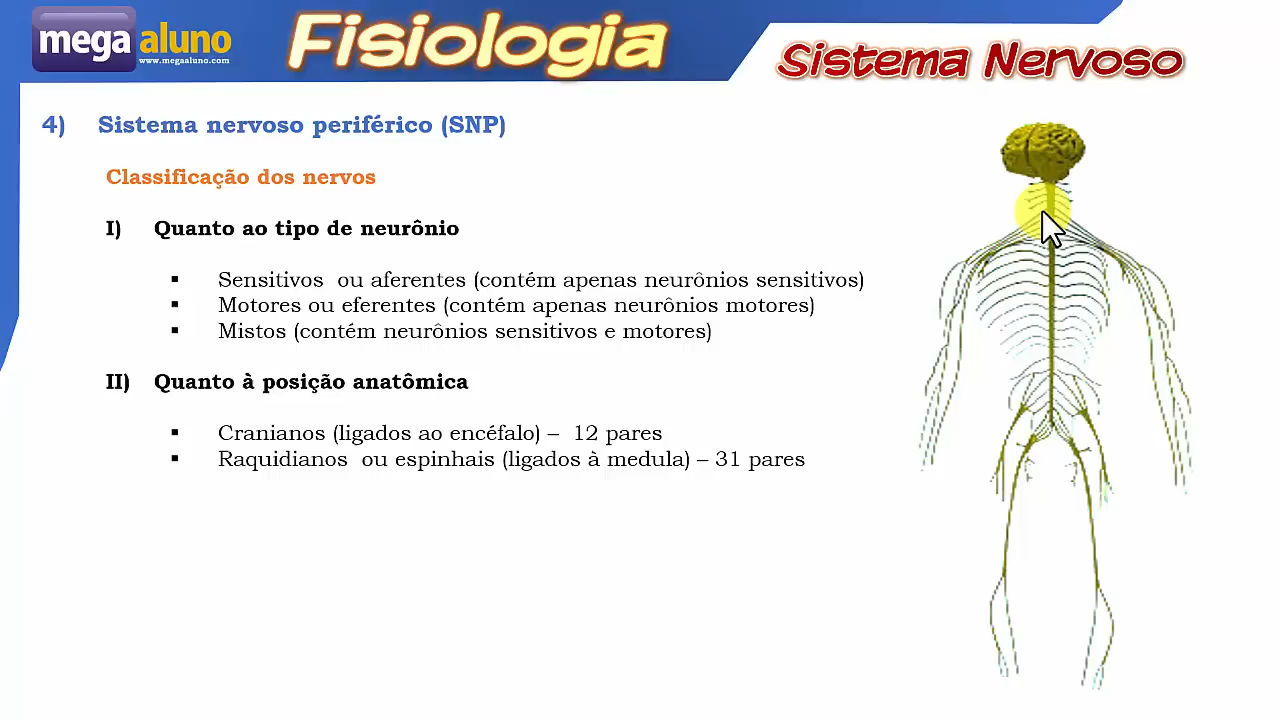 mega aluno
www.megaaluno.com
Fisiologia
Sistema Nervoso
4) Sistema nervoso periférico (SNP)
Classificação dos nervos
I) Quanto ao tipo de neurônio
▪ Sensitivos ou aferentes (contém apenas neurônios sensitivos)
▪ Motores ou eferentes (contém apenas neurônios motores)
▪ Mistos (contém neurônios sensitivos e motores)
II) Quanto à posição anatômica
▪ Cranianos (ligados ao encéfalo) – 12 pares
▪ Raquidianos ou espinhais (ligados à medula) – 31 pares